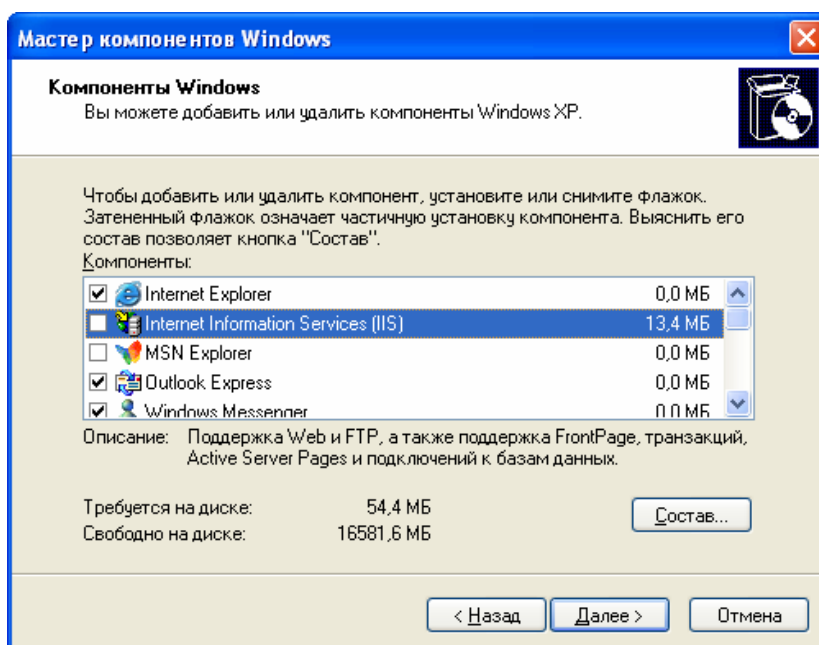 Мастер компонентов Windows
Компоненты Windows
Вы можете добавить или удалить компоненты Windows XP.
Чтобы добавить или удалить компонент, установите или снимите флажок.
Затененный флажок означает частичную установку компонента. Выяснить его
состав позволяет кнопка "Состав".
Компоненты:
Internet Explorer 0,0 МБ
Internet Information Services (IIS) 13,4 МБ
MSN Explorer 0,0 МБ
Outlook Express 0,0 МБ
Windows Messenger 0,0 МБ
Описание: Поддержка Web и FTP, а также поддержка FrontPage, транзакций,
Active Server Pages и подключений к базам данных.
Требуется на диске: 54,4 МБ
Свободно на диске: 16581,6 МБ
Состав...
< Назад Далее > Отмена